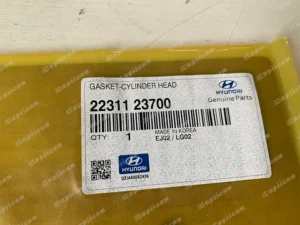 GASKET-CYLINDER HEAD
22311 23700
HYUNDAI
Genuine Parts
QTY: 1
MADE IN KOREA
EJ02 / LG02
HYUNDAI